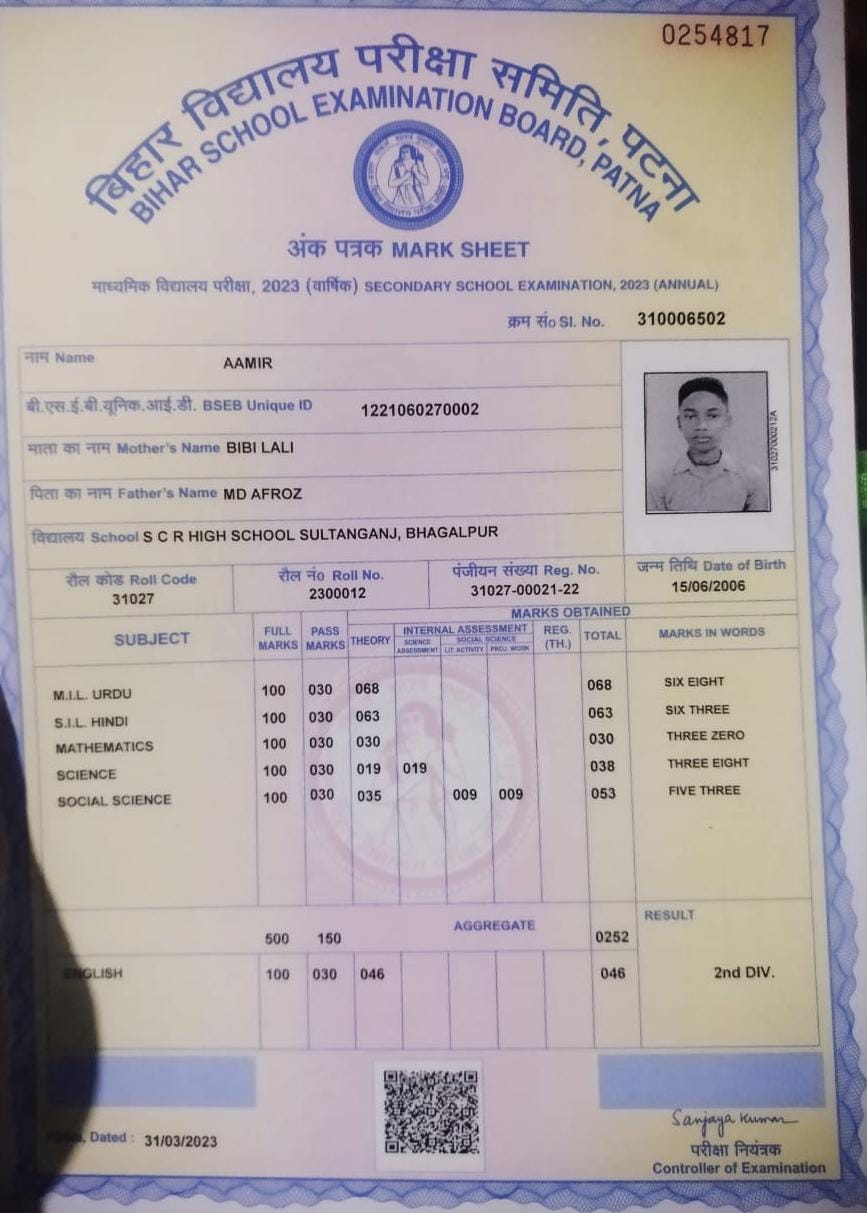 0254817
बिहार विद्यालय परीक्षा समिति, पटना
BIHAR SCHOOL EXAMINATION BOARD, PATNA
अंक पत्रक MARK SHEET
माध्यमिक विद्यालय परीक्षा, 2023 (वार्षिक) SECONDARY SCHOOL EXAMINATION, 2023 (ANNUAL)
क्रम सं० Sl. No. 310006502
नाम Name AAMIR
बी.एस.ई.बी.यूनिक.आई.डी. BSEB Unique ID 1221060270002
माता का नाम Mother's Name BIBI LALI
पिता का नाम Father's Name MD AFROZ
विद्यालय School S C R HIGH SCHOOL SULTANGANJ, BHAGALPUR
रौल कोड Roll Code रौल नं० Roll No. पंजीयन संख्या Reg. No. जन्म तिथि Date of Birth
31027 2300012 31027-00021-22 15/06/2006
MARKS OBTAINED
SUBJECT FULL MARKS PASS MARKS THEORY INTERNAL ASSESSMENT REG. (TH.) TOTAL MARKS IN WORDS
SCIENCE ASSESSMENT SOCIAL SCIENCE LIT. ACTIVITY PROJ. WORK
M.I.L. URDU 100 030 068 068 SIX EIGHT
S.I.L. HINDI 100 030 063 063 SIX THREE
MATHEMATICS 100 030 030 030 THREE ZERO
SCIENCE 100 030 019 019 038 THREE EIGHT
SOCIAL SCIENCE 100 030 035 009 009 053 FIVE THREE
500 150 AGGREGATE 0252 RESULT
ENGLISH 100 030 046 046 2nd DIV.
Dated : 31/03/2023
Sanjaya Kumar
परीक्षा नियंत्रक
Controller of Examination